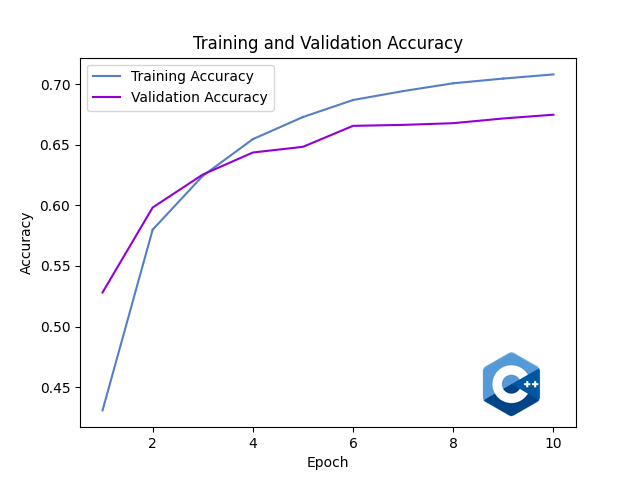 Training and Validation Accuracy
Training Accuracy
Validation Accuracy
Accuracy
0.70
0.65
0.60
0.55
0.50
0.45
2 4 6 8 10
Epoch
C++